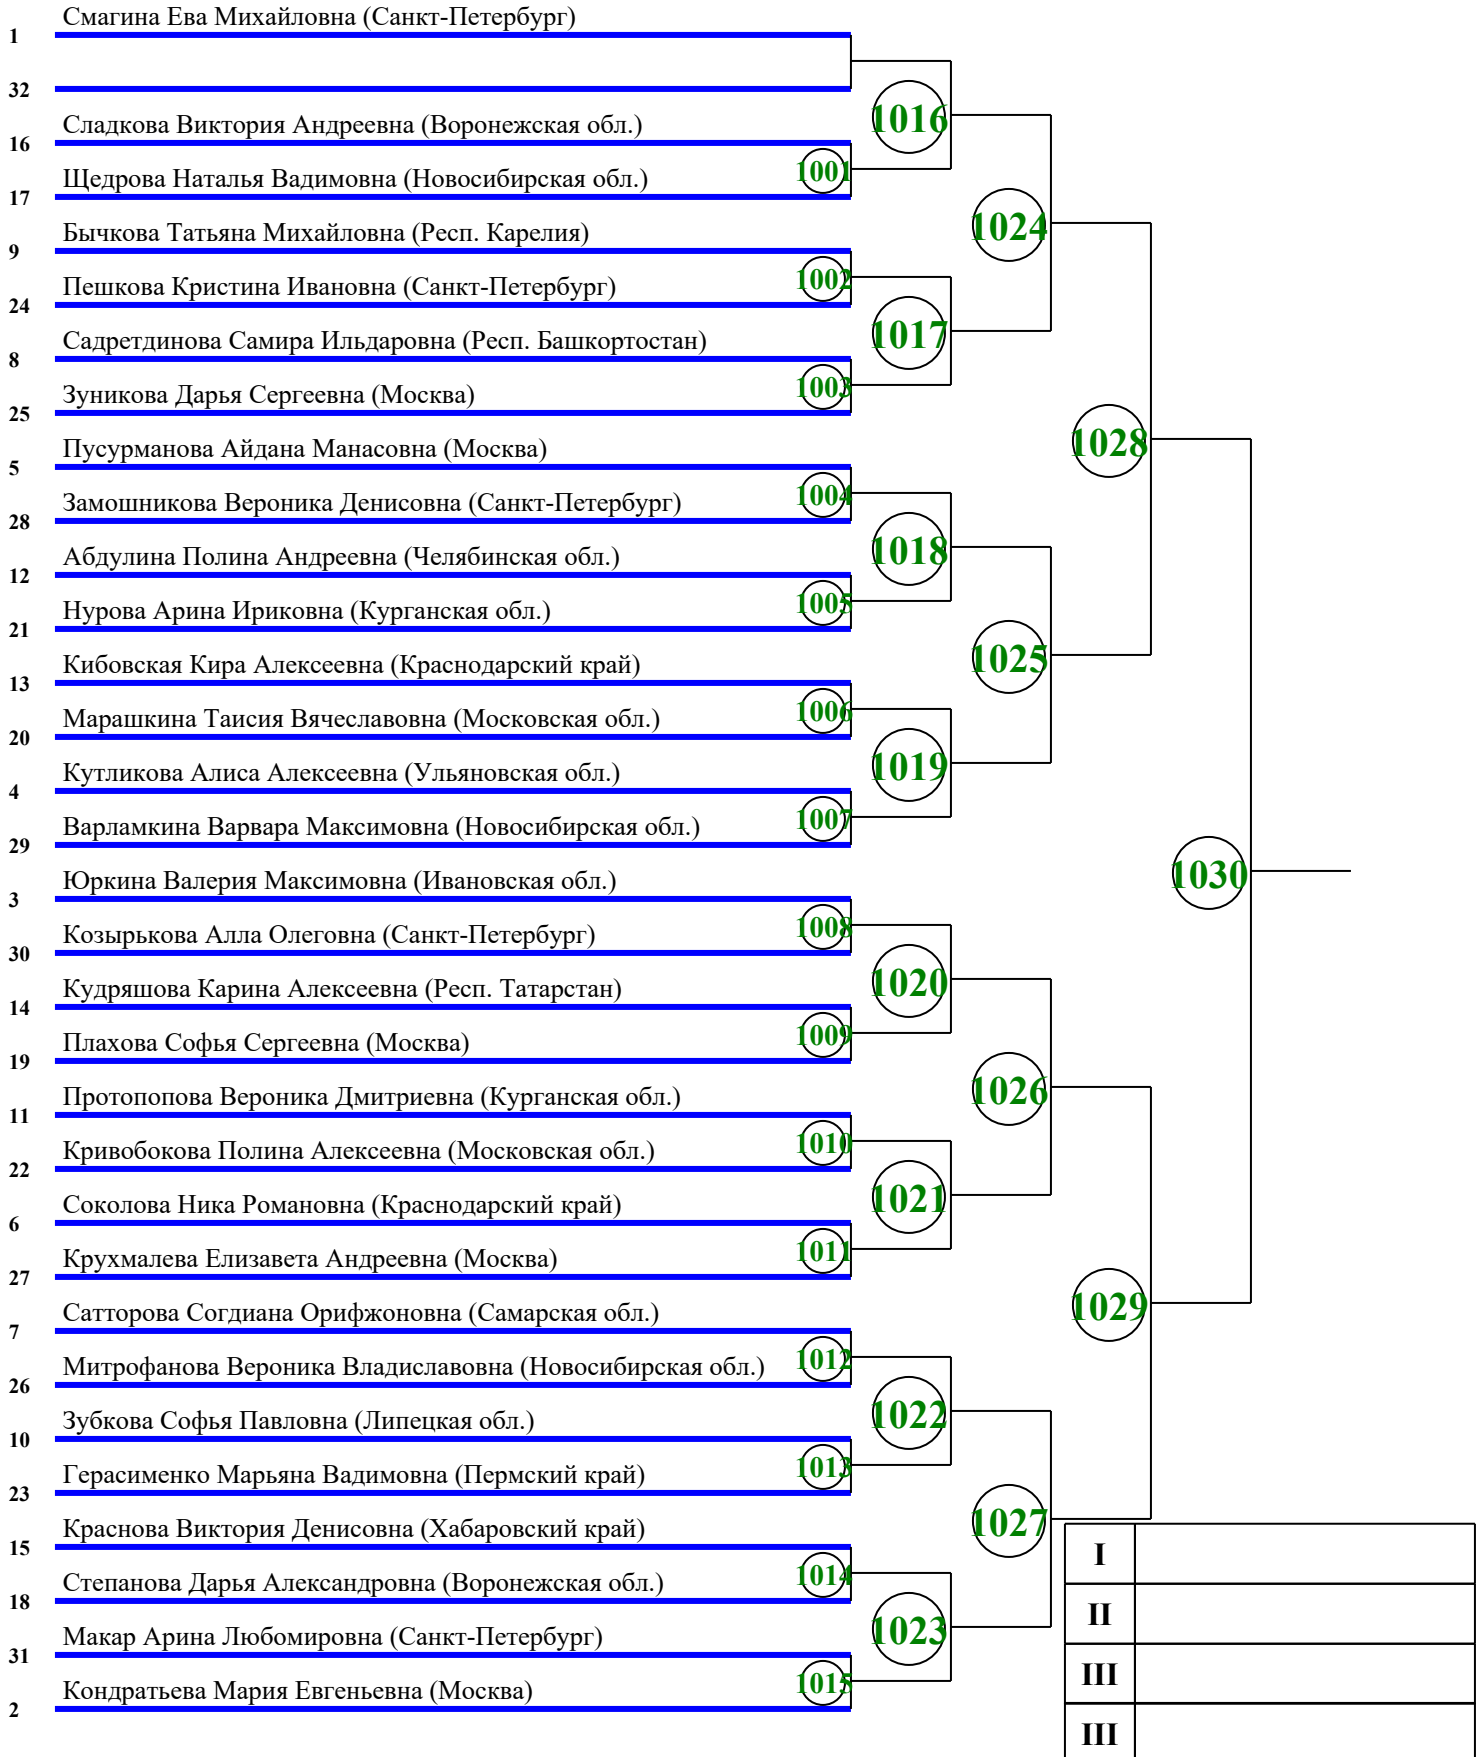 Смагина Ева Михайловна (Санкт-Петербург)
1
32
1016
Сладкова Виктория Андреевна (Воронежская обл.)
16
1001
Щедрова Наталья Вадимовна (Новосибирская обл.)
17
1024
Бычкова Татьяна Михайловна (Респ. Карелия)
9
1002
Пешкова Кристина Ивановна (Санкт-Петербург)
24
1017
Садретдинова Самира Ильдаровна (Респ. Башкортостан)
8
1003
Зуникова Дарья Сергеевна (Москва)
25
1028
Пусурманова Айдана Манасовна (Москва)
5
1004
Замошникова Вероника Денисовна (Санкт-Петербург)
28
1018
Абдулина Полина Андреевна (Челябинская обл.)
12
1005
Нурова Арина Ириковна (Курганская обл.)
21
1025
Кибовская Кира Алексеевна (Краснодарский край)
13
1006
Марашкина Таисия Вячеславовна (Московская обл.)
20
1019
Кутликова Алиса Алексеевна (Ульяновская обл.)
4
1007
Варламкина Варвара Максимовна (Новосибирская обл.)
29
1030
Юркина Валерия Максимовна (Ивановская обл.)
3
1008
Козырькова Алла Олеговна (Санкт-Петербург)
30
1020
Кудряшова Карина Алексеевна (Респ. Татарстан)
14
1009
Плахова Софья Сергеевна (Москва)
19
1026
Протопопова Вероника Дмитриевна (Курганская обл.)
11
1010
Кривобокова Полина Алексеевна (Московская обл.)
22
1021
Соколова Ника Романовна (Краснодарский край)
6
1011
Крухмалева Елизавета Андреевна (Москва)
27
1029
Сатторова Согдиана Орифжоновна (Самарская обл.)
7
1012
Митрофанова Вероника Владиславовна (Новосибирская обл.)
26
1022
Зубкова Софья Павловна (Липецкая обл.)
10
1013
Герасименко Марьяна Вадимовна (Пермский край)
23
1027
Краснова Виктория Денисовна (Хабаровский край)
15
I
1014
Степанова Дарья Александровна (Воронежская обл.)
18
II
1023
Макар Арина Любомировна (Санкт-Петербург)
31
III
1015
Кондратьева Мария Евгеньевна (Москва)
2
III